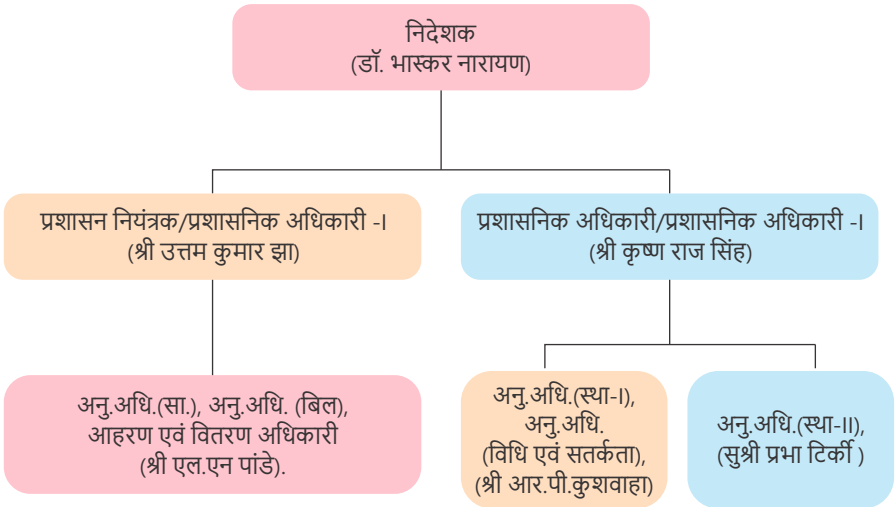 निदेशक
(डॉ. भास्कर नारायण)
प्रशासन नियंत्रक/प्रशासनिक अधिकारी -I
(श्री उत्तम कुमार झा)
प्रशासनिक अधिकारी/प्रशासनिक अधिकारी -I
(श्री कृष्ण राज सिंह)
अनु.अधि.(सा.), अनु.अधि. (बिल),
आहरण एवं वितरण अधिकारी
(श्री एल.एन पांडे).
अनु.अधि.(स्था-I),
अनु.अधि.
(विधि एवं सतर्कता),
(श्री आर.पी.कुशवाहा)
अनु.अधि.(स्था-II),
(सुश्री प्रभा टिर्की )